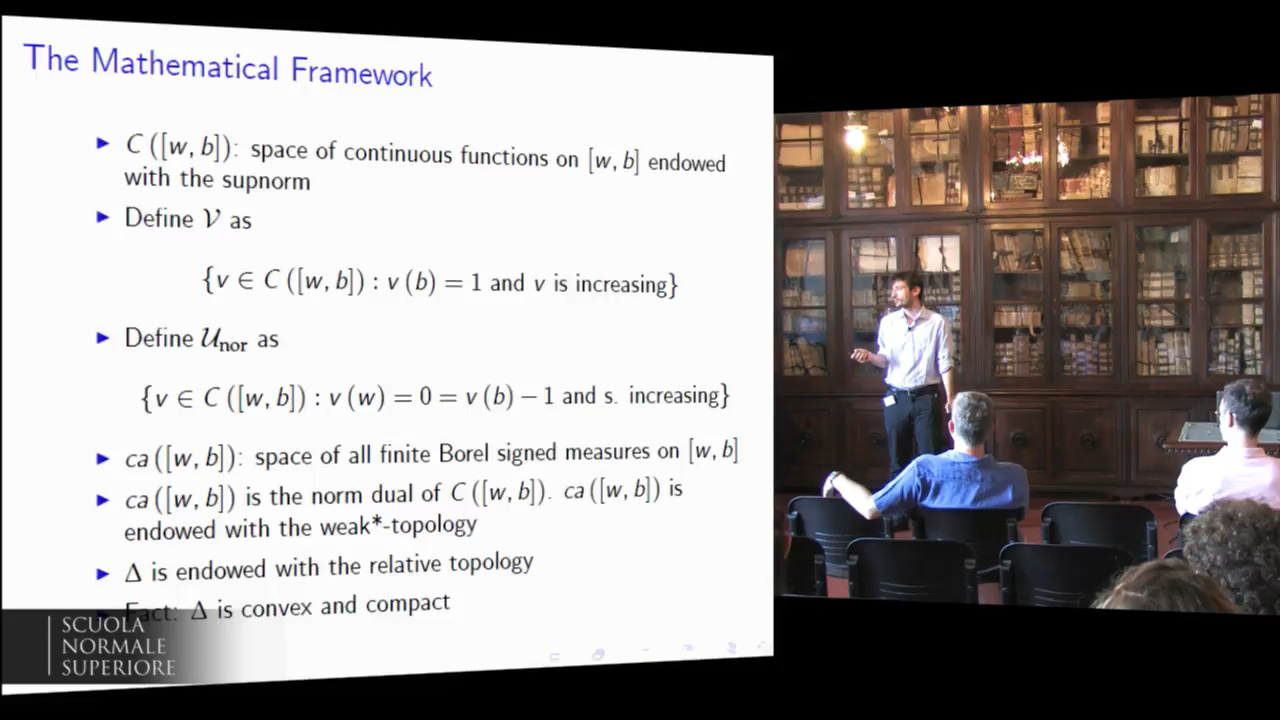 The Mathematical Framework
▶ C ([w, b]): space of continuous functions on [w, b] endowed
with the supnorm
▶ Define 𝒱 as
{v ∈ C ([w, b]) : v (b) = 1 and v is increasing}
▶ Define 𝒰nor as
{v ∈ C ([w, b]) : v (w) = 0 = v (b) − 1 and s. increasing}
▶ ca ([w, b]): space of all finite Borel signed measures on [w, b]
▶ ca ([w, b]) is the norm dual of C ([w, b]). ca ([w, b]) is
endowed with the weak*-topology
▶ Δ is endowed with the relative topology
▶ Fact: Δ is convex and compact
SCUOLA
NORMALE
SUPERIORE